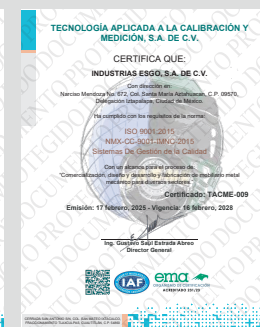 TECNOLOGÍA APLICADA A LA CALIBRACIÓN Y
MEDICIÓN, S.A. DE C.V.
CERTIFICA QUE:
INDUSTRIAS ESGO, S.A. DE C.V.
Con dirección en:
Narciso Mendoza No. 672, Col. Santa María Aztahuacan, C.P. 09570,
Delegación Iztapalapa, Ciudad de México.
Ha cumplido con los requisitos de la norma:
ISO 9001:2015
NMX-CC-9001-IMNC-2015
Sistemas De Gestión de la Calidad
Con un alcance para el proceso de:
"Comercialización, diseño y desarrollo y fabricación de mobiliario metal
mecánico para diversos sectores."
Certificado: TACME-009
Emisión: 17 febrero, 2025 - Vigencia: 16 febrero, 2028
Ing. Gustavo Saúl Estrada Abreo
Director General
IAF
ema
ORGANISMO DE CERTIFICACIÓN